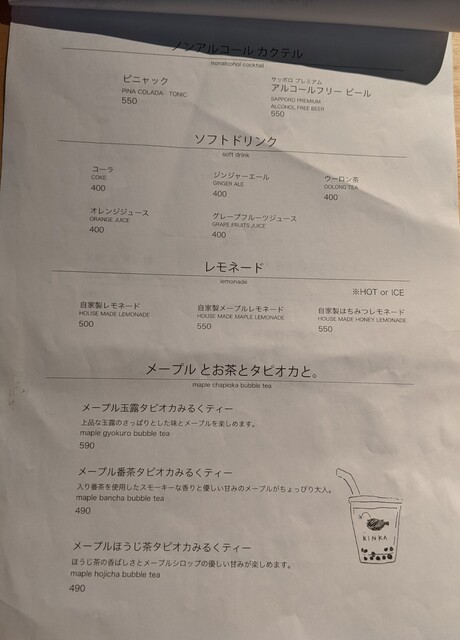 ノンアルコール カクテル
nonalcohol cocktail
ピニャック
PINA COLADA TONIC
550
サッポロ プレミアム
アルコールフリー ビール
SAPPORO PREMIUM
ALCOHOL FREE BEER
550
ソフトドリンク
soft drink
コーラ
COKE
400
ジンジャーエール
GINGER ALE
400
ウーロン茶
OOLONG TEA
400
オレンジジュース
ORANGE JUICE
400
グレープフルーツジュース
GRAPE FRUITS JUICE
400
レモネード
lemonade
※HOT or ICE
自家製レモネード
HOUSE MADE LEMONADE
500
自家製メープルレモネード
HOUSE MADE MAPLE LEMONADE
550
自家製はちみつレモネード
HOUSE MADE HONEY LEMONADE
550
メープル とお茶とタピオカと。
maple chapioka bubble tea
メープル玉露タピオカみるくティー
上品な玉露のさっぱりとした味とメープルを楽しめます。
maple gyokuro bubble tea
590
メープル番茶タピオカみるくティー
入り番茶を使用したスモーキーな香りと優しい甘みのメープルがちょっぴり大人。
maple bancha bubble tea
490
メープルほうじ茶タピオカみるくティー
ほうじ茶の香ばしさとメープルシロップの優しい甘みが楽しめます。
maple hojicha bubble tea
490
KINKA